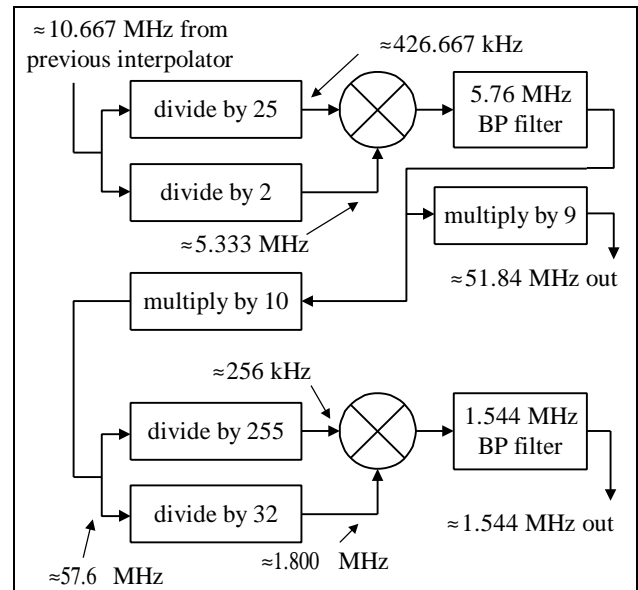 ≈10.667 MHz from
previous interpolator
≈426.667 kHz
divide by 25
5.76 MHz
BP filter
divide by 2
multiply by 9
≈5.333 MHz
≈51.84 MHz out
multiply by 10
≈256 kHz
divide by 255
1.544 MHz
BP filter
divide by 32
≈1.544 MHz out
≈57.6 MHz
≈1.800 MHz